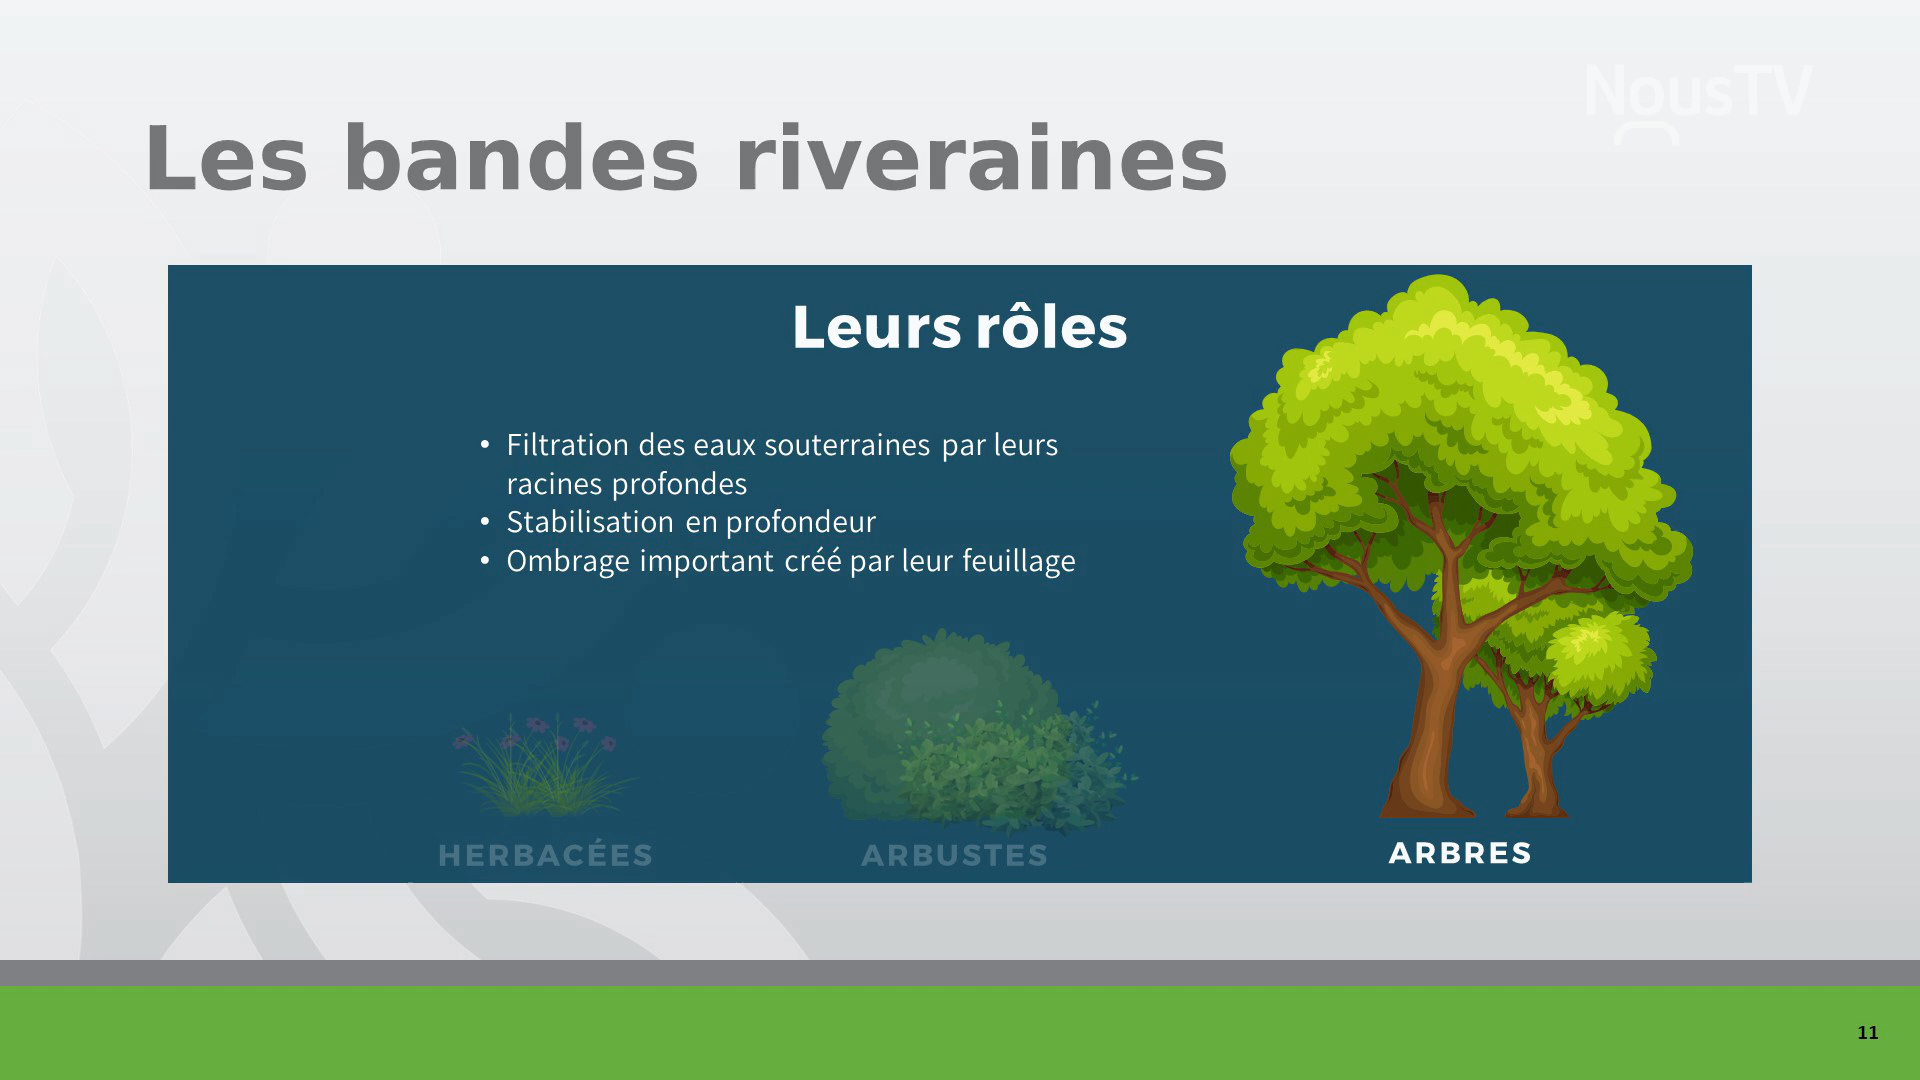 NousTV
Les bandes riveraines
Leurs rôles
• Filtration des eaux souterraines par leurs
racines profondes
• Stabilisation en profondeur
• Ombrage important créé par leur feuillage
HERBACÉES
ARBUSTES
ARBRES
11